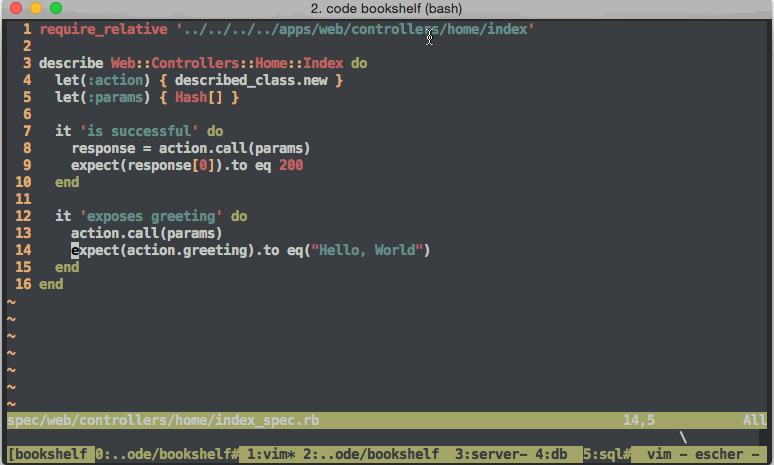 2. code bookshelf (bash)
1 require_relative '../../../../apps/web/controllers/home/index'
2
3 describe Web::Controllers::Home::Index do
4   let(:action) { described_class.new }
5   let(:params) { Hash[] }
6
7   it 'is successful' do
8     response = action.call(params)
9     expect(response[0]).to eq 200
10   end
11
12   it 'exposes greeting' do
13     action.call(params)
14     expect(action.greeting).to eq("Hello, World")
15   end
16 end
~
~
~
~
~
~
~
spec/web/controllers/home/index_spec.rb 14,5 All
\
[bookshelf 0:..ode/bookshelf# 1:vim* 2:..ode/bookshelf 3:server- 4:db 5:sql# vim - escher -